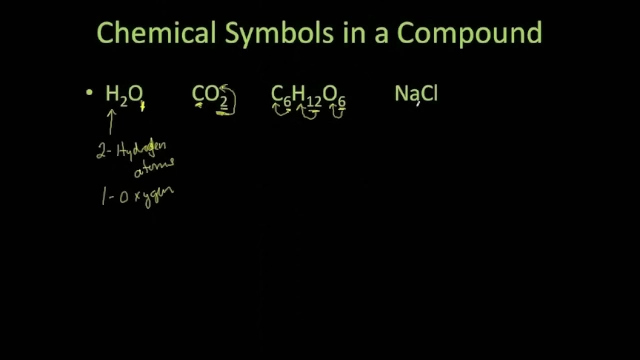 Chemical Symbols in a Compound
• H₂O CO₂ C₆H₁₂O₆ NaCl
2- Hydrogen
atoms
1- Oxygen